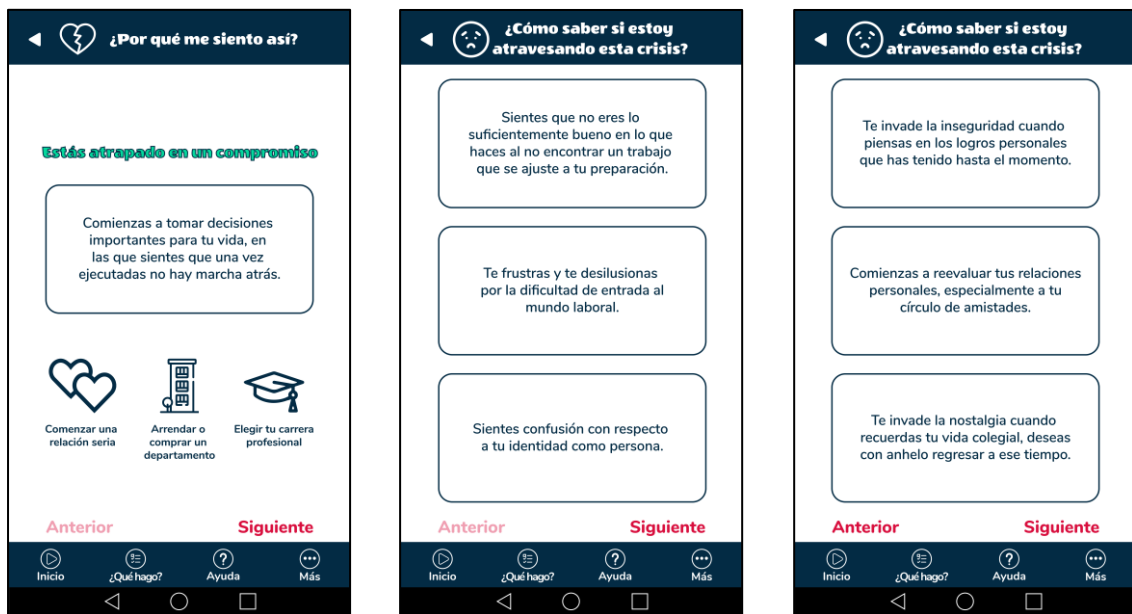 ¿Por qué me siento así?
Estás atrapado en un compromiso
Comienzas a tomar decisiones
importantes para tu vida, en
las que sientes que una vez
ejecutadas no hay marcha atrás.
Comenzar una
relación seria
Arrendar o
comprar un
departamento
Elegir tu carrera
profesional
Anterior
Siguiente
Inicio
¿Qué hago?
Ayuda
Más
¿Cómo saber si estoy
atravesando esta crisis?
Sientes que no eres lo
suficientemente bueno en lo que
haces al no encontrar un trabajo
que se ajuste a tu preparación.
Te frustras y te desilusionas
por la dificultad de entrada al
mundo laboral.
Sientes confusión con respecto
a tu identidad como persona.
Anterior
Siguiente
Inicio
¿Qué hago?
Ayuda
Más
¿Cómo saber si estoy
atravesando esta crisis?
Te invade la inseguridad cuando
piensas en los logros personales
que has tenido hasta el momento.
Comienzas a reevaluar tus relaciones
personales, especialmente a tu
círculo de amistades.
Te invade la nostalgia cuando
recuerdas tu vida colegial, deseas
con anhelo regresar a ese tiempo.
Anterior
Siguiente
Inicio
¿Qué hago?
Ayuda
Más